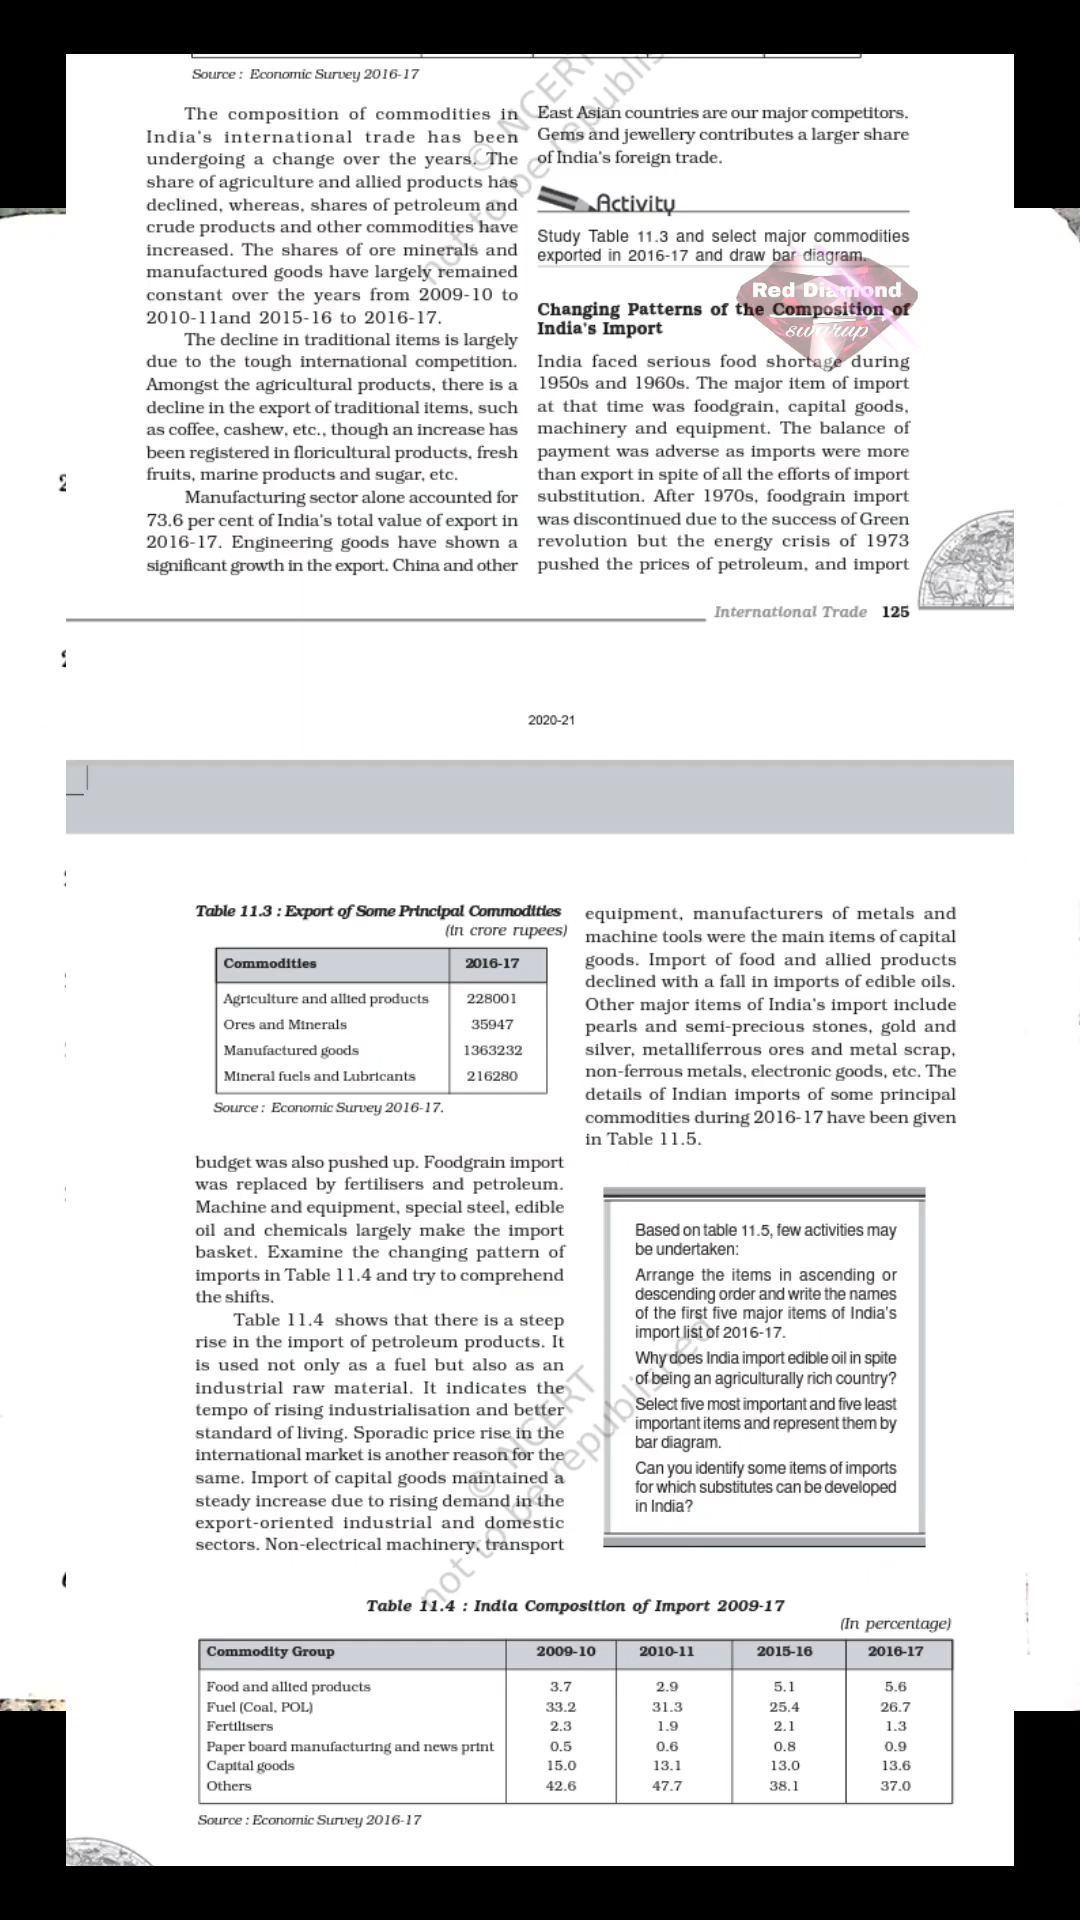 Source : Economic Survey 2016-17
The composition of commodities in
India's international trade has been
undergoing a change over the years. The
share of agriculture and allied products has
declined, whereas, shares of petroleum and
crude products and other commodities have
increased. The shares of ore minerals and
manufactured goods have largely remained
constant over the years from 2009-10 to
2010-11and 2015-16 to 2016-17.
The decline in traditional items is largely
due to the tough international competition.
Amongst the agricultural products, there is a
decline in the export of traditional items, such
as coffee, cashew, etc., though an increase has
been registered in floricultural products, fresh
fruits, marine products and sugar, etc.
Manufacturing sector alone accounted for
73.6 per cent of India's total value of export in
2016-17. Engineering goods have shown a
significant growth in the export. China and other
East Asian countries are our major competitors.
Gems and jewellery contributes a larger share
of India's foreign trade.
Activity
Study Table 11.3 and select major commodities
exported in 2016-17 and draw bar diagram.
Red Diamond
swarup
Changing Patterns of the Composition of
India's Import
India faced serious food shortage during
1950s and 1960s. The major item of import
at that time was foodgrain, capital goods,
machinery and equipment. The balance of
payment was adverse as imports were more
than export in spite of all the efforts of import
substitution. After 1970s, foodgrain import
was discontinued due to the success of Green
revolution but the energy crisis of 1973
pushed the prices of petroleum, and import
International Trade 125
2020-21
Table 11.3 : Export of Some Principal Commodities
(in crore rupees)
Commodities 2016-17
Agriculture and allied products 228001
Ores and Minerals 35947
Manufactured goods 1363232
Mineral fuels and Lubricants 216280
Source : Economic Survey 2016-17.
budget was also pushed up. Foodgrain import
was replaced by fertilisers and petroleum.
Machine and equipment, special steel, edible
oil and chemicals largely make the import
basket. Examine the changing pattern of
imports in Table 11.4 and try to comprehend
the shifts.
Table 11.4 shows that there is a steep
rise in the import of petroleum products. It
is used not only as a fuel but also as an
industrial raw material. It indicates the
tempo of rising industrialisation and better
standard of living. Sporadic price rise in the
international market is another reason for the
same. Import of capital goods maintained a
steady increase due to rising demand in the
export-oriented industrial and domestic
sectors. Non-electrical machinery, transport
equipment, manufacturers of metals and
machine tools were the main items of capital
goods. Import of food and allied products
declined with a fall in imports of edible oils.
Other major items of India's import include
pearls and semi-precious stones, gold and
silver, metalliferrous ores and metal scrap,
non-ferrous metals, electronic goods, etc. The
details of Indian imports of some principal
commodities during 2016-17 have been given
in Table 11.5.
Based on table 11.5, few activities may
be undertaken:
Arrange the items in ascending or
descending order and write the names
of the first five major items of India's
import list of 2016-17.
Why does India import edible oil in spite
of being an agriculturally rich country?
Select five most important and five least
important items and represent them by
bar diagram.
Can you identify some items of imports
for which substitutes can be developed
in India?
© NCERT
not to be republished
Table 11.4 : India Composition of Import 2009-17
(In percentage)
Commodity Group 2009-10 2010-11 2015-16 2016-17
Food and allied products 3.7 2.9 5.1 5.6
Fuel (Coal, POL) 33.2 31.3 25.4 26.7
Fertilisers 2.3 1.9 2.1 1.3
Paper board manufacturing and news print 0.5 0.6 0.8 0.9
Capital goods 15.0 13.1 13.0 13.6
Others 42.6 47.7 38.1 37.0
Source : Economic Survey 2016-17